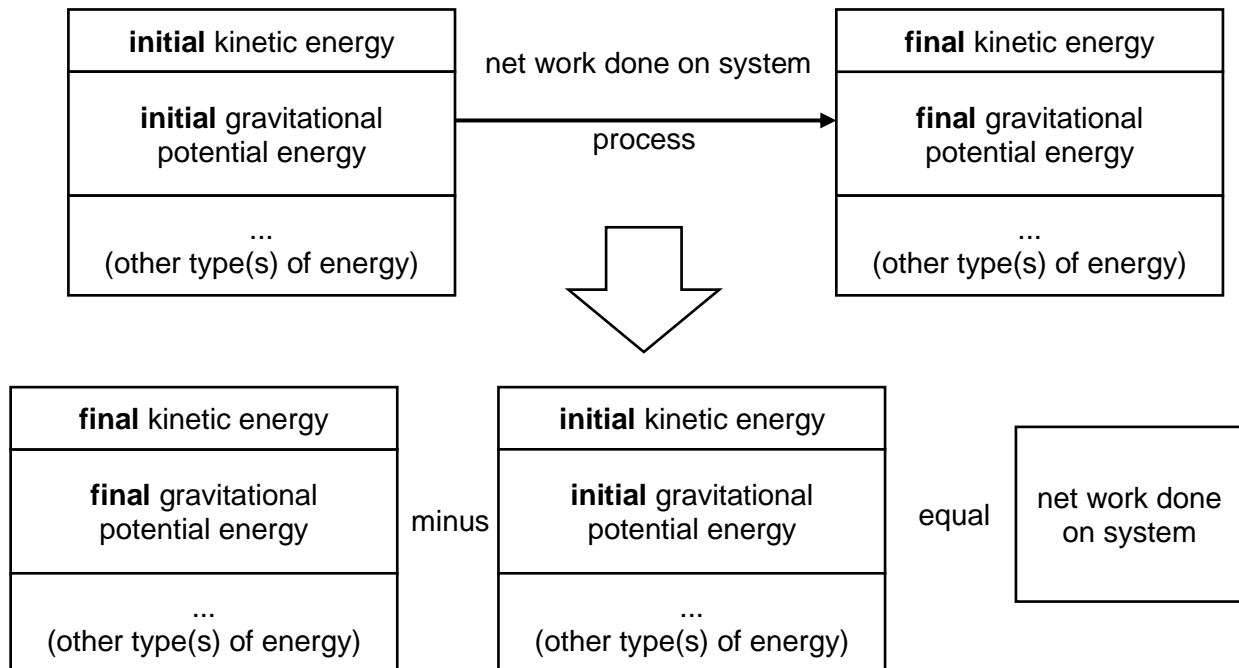 initial kinetic energy
initial gravitational
potential energy
...
(other type(s) of energy)
net work done on system
process
final kinetic energy
final gravitational
potential energy
...
(other type(s) of energy)
final kinetic energy
final gravitational
potential energy
...
(other type(s) of energy)
minus
initial kinetic energy
initial gravitational
potential energy
...
(other type(s) of energy)
equal
net work done
on system